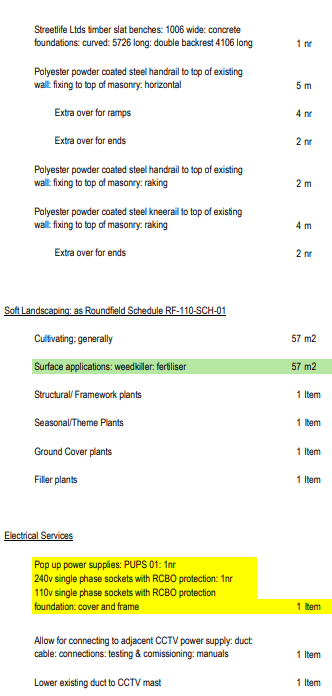 Streetlife Ltds timber slat benches: 1006 wide: concrete
foundations: curved: 5726 long: double backrest 4106 long 1 nr
Polyester powder coated steel handrail to top of existing
wall: fixing to top of masonry: horizontal 5 m
Extra over for ramps 4 nr
Extra over for ends 2 nr
Polyester powder coated steel handrail to top of existing
wall: fixing to top of masonry: raking 2 m
Polyester powder coated steel kneerail to top of existing
wall: fixing to top of masonry: raking 4 m
Extra over for ends 2 nr
Soft Landscaping: as Roundfield Schedule RF-110-SCH-01
Cultivating; generally 57 m2
Surface applications: weedkiller: fertiliser 57 m2
Structural/ Framework plants 1 Item
Seasonal/Theme Plants 1 Item
Ground Cover plants 1 Item
Filler plants 1 Item
Electrical Services
Pop up power supplies: PUPS 01: 1nr
240v single phase sockets with RCBO protection: 1nr
110v single phase sockets with RCBO protection
foundation: cover and frame 1 Item
Allow for connecting to adjacent CCTV power supply: duct:
cable: connections: testing & comissioning: manuals 1 Item
Lower existing duct to CCTV mast 1 Item